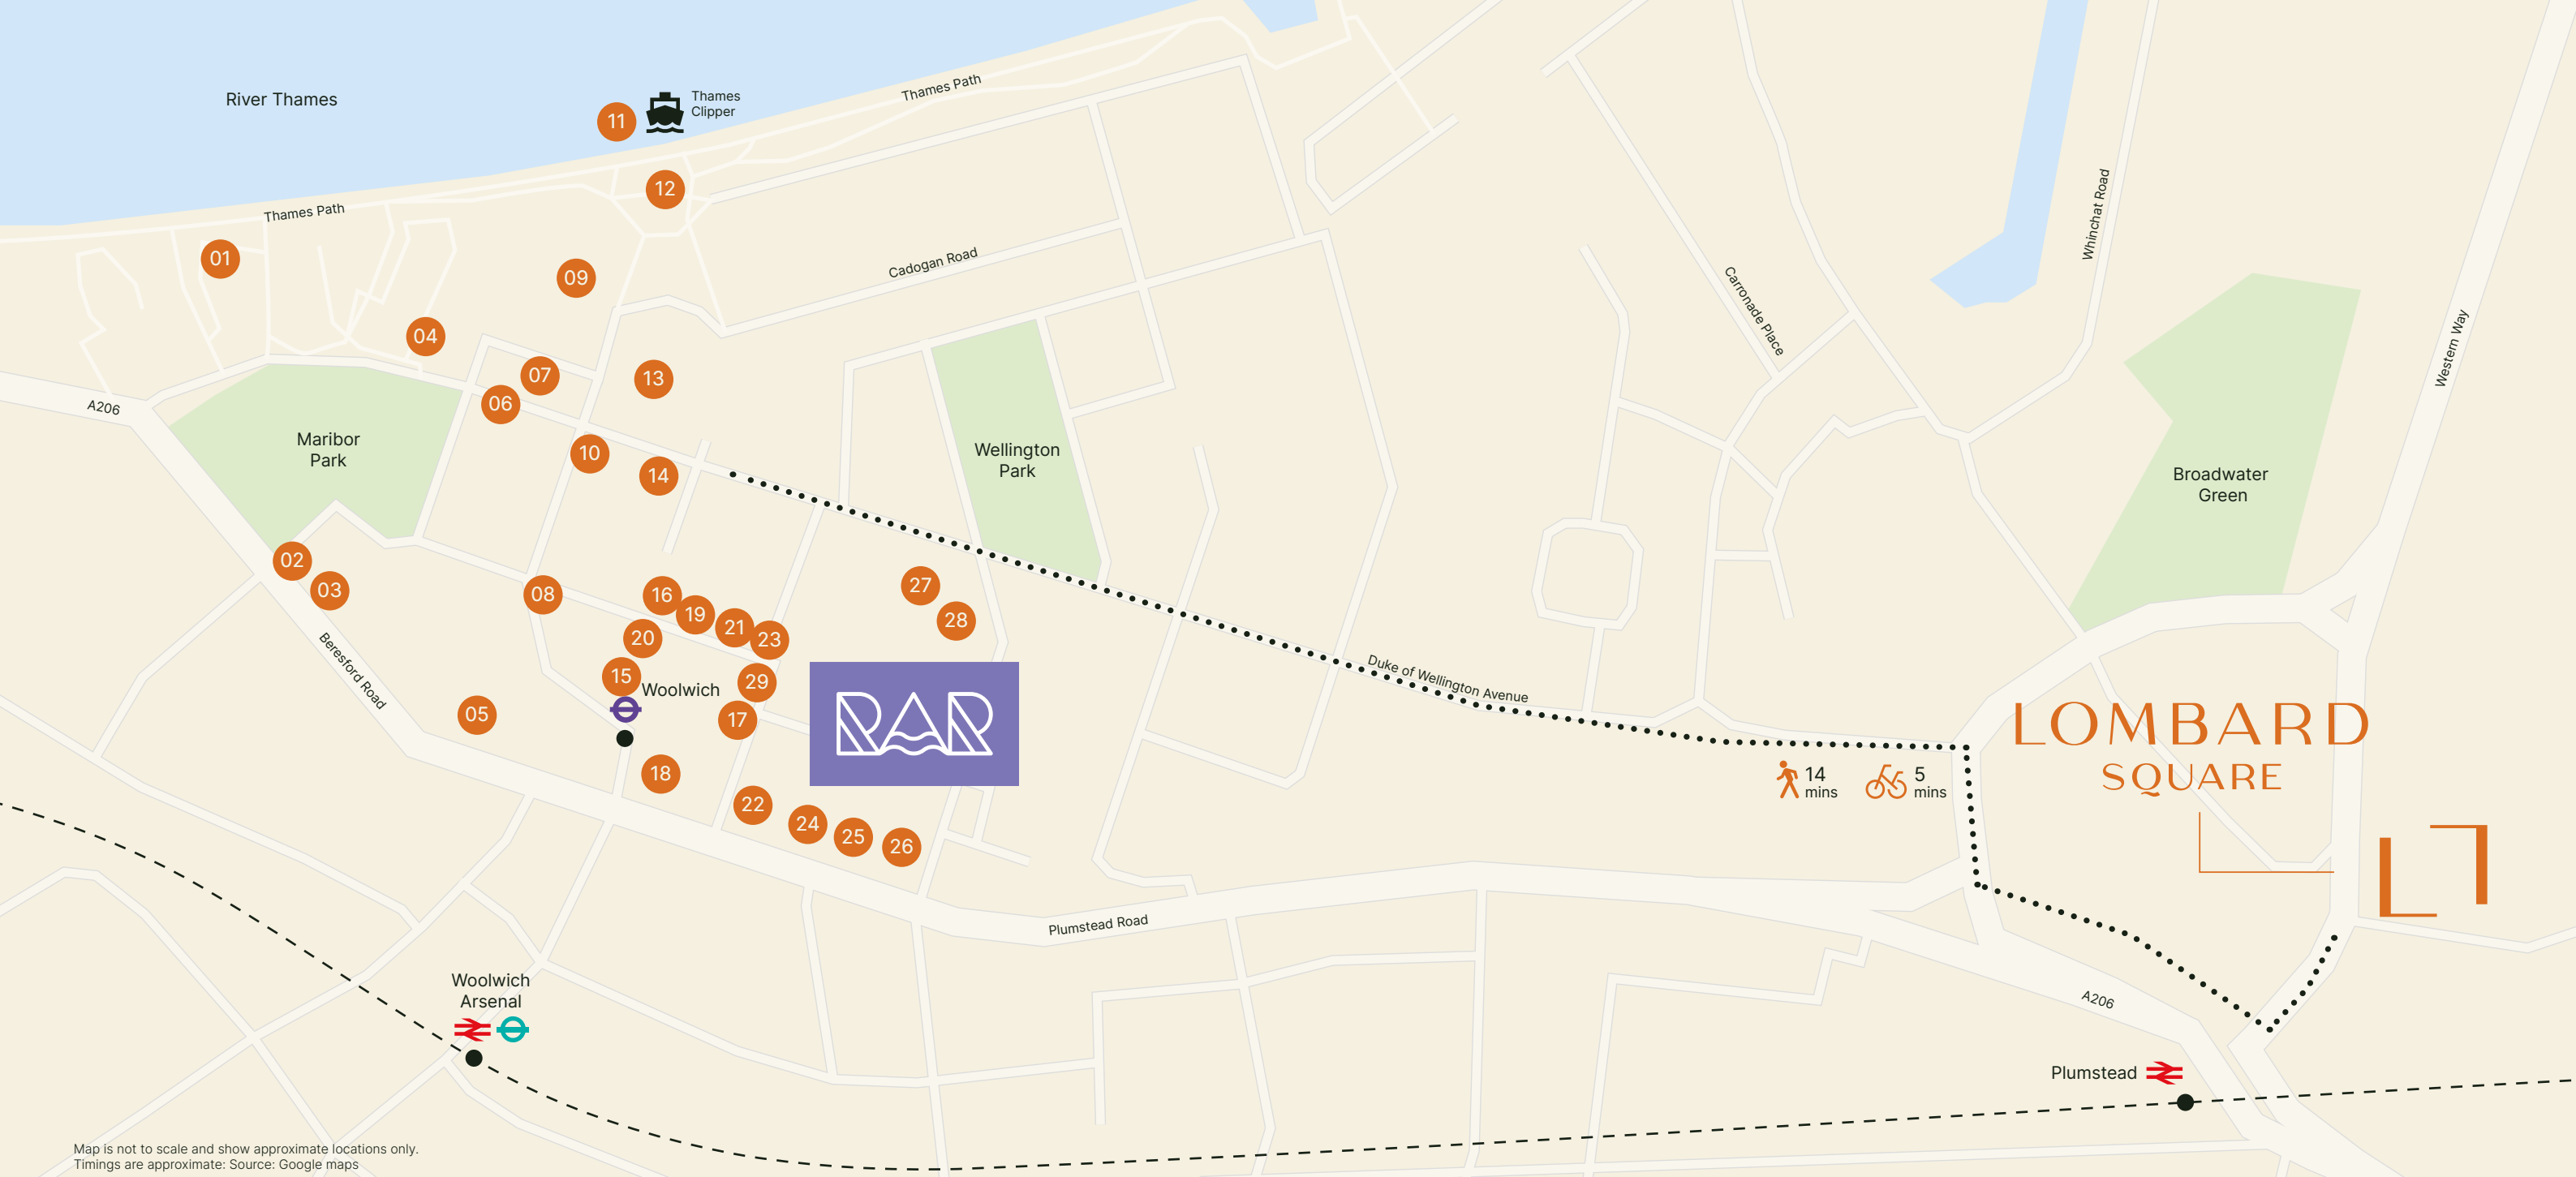 River Thames
11
Thames
Clipper
Thames Path
12
Thames Path
01
09
Cadogan Road
Whinchat Road
Carronade Place
Western Way
04
07
13
06
A206
Maribor
Park
10
14
Wellington
Park
Broadwater
Green
02
03
08
16
19
21
23
20
27
28
Beresford Road
15
Woolwich
29
Duke of Wellington Avenue
05
17
RAR
LOMBARD
SQUARE
18
14
mins
5
mins
22
24
25
26
Plumstead Road
Woolwich
Arsenal
A206
Plumstead
Map is not to scale and show approximate locations only.
Timings are approximate: Source: Google maps